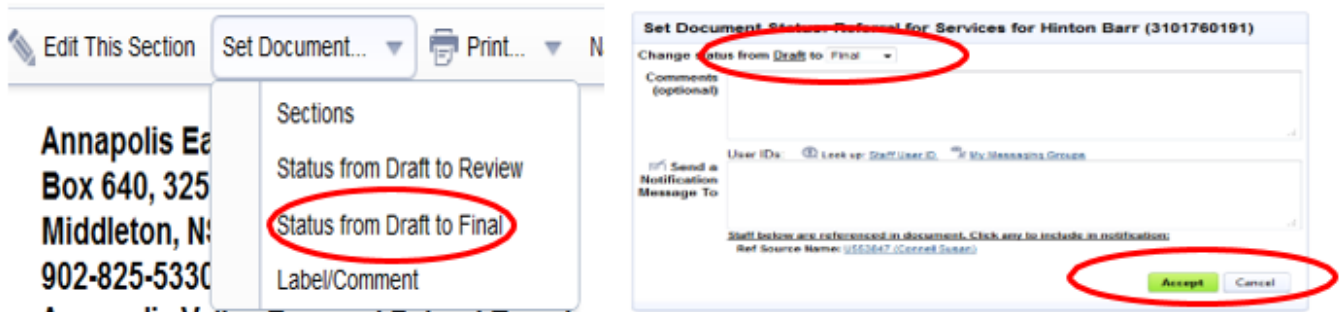 Edit This Section Set Document... Print... N
Sections
Status from Draft to Review
Status from Draft to Final
Label/Comment
Annapolis Ea
Box 640, 325
Middleton, NS
902-825-5330
Set Document Status: Referral for Services for Hinton Barr (3101760191)
Change status from Draft to Final
Comments
(optional)
User IDs: Look up: Staff User ID, My Messaging Groups
Send a
Notification
Message To
Staff below are referenced in document. Click any to include in notification:
Ref Source Name: U553847 (Connell Susan)
Accept Cancel